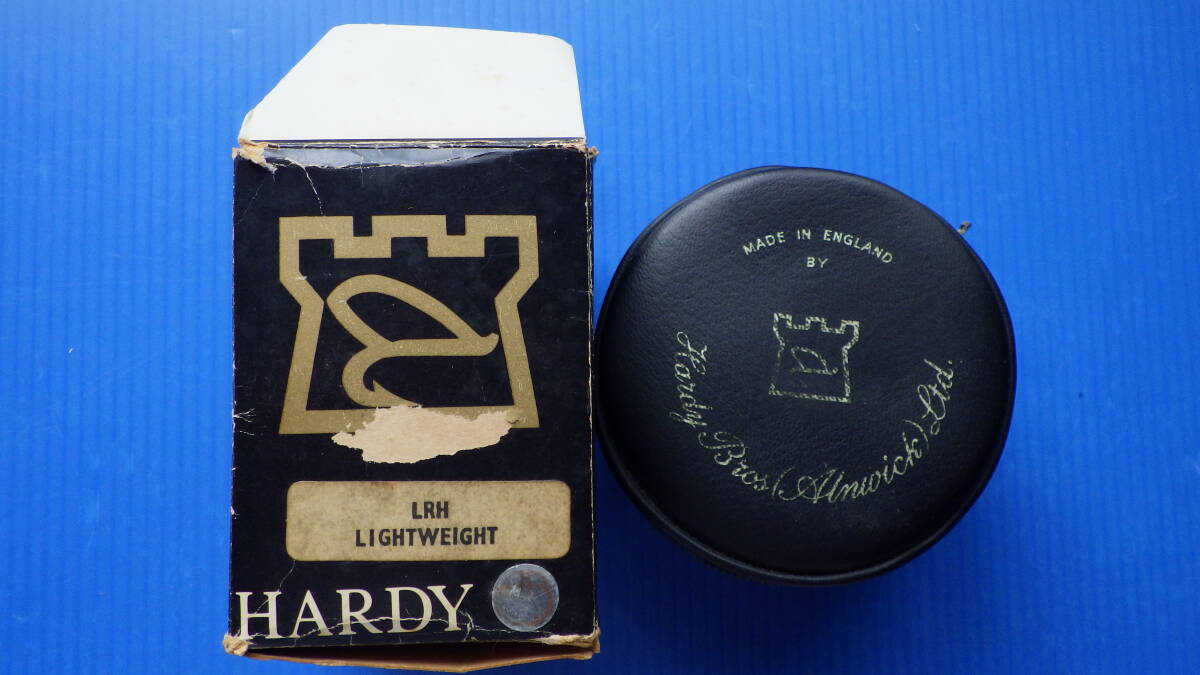 LRH
LIGHTWEIGHT
HARDY
MADE IN ENGLAND
BY
Hardy Bros (Alnwick) Ltd.